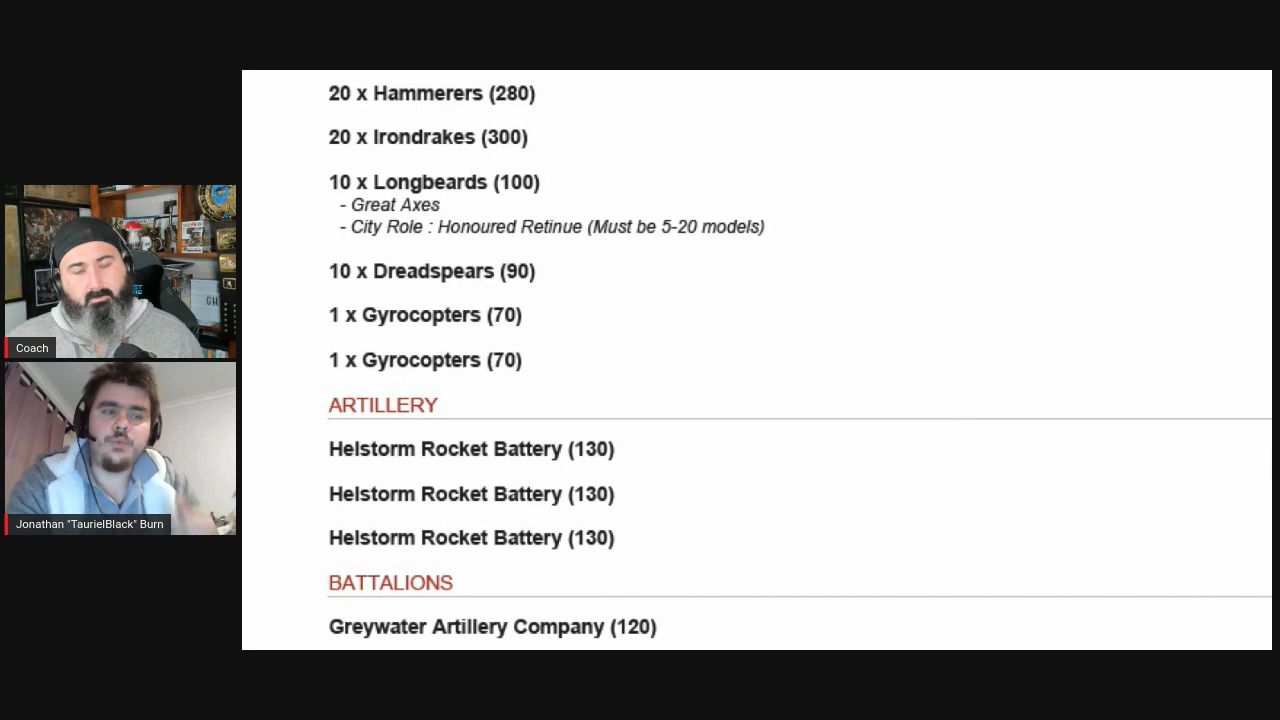 20 x Hammerers (280)
20 x Irondrakes (300)
10 x Longbeards (100)
- Great Axes
- City Role : Honoured Retinue (Must be 5-20 models)
10 x Dreadspears (90)
1 x Gyrocopters (70)
1 x Gyrocopters (70)
ARTILLERY
Helstorm Rocket Battery (130)
Helstorm Rocket Battery (130)
Helstorm Rocket Battery (130)
BATTALIONS
Greywater Artillery Company (120)
Coach
Jonathan "TaurielBlack" Burn